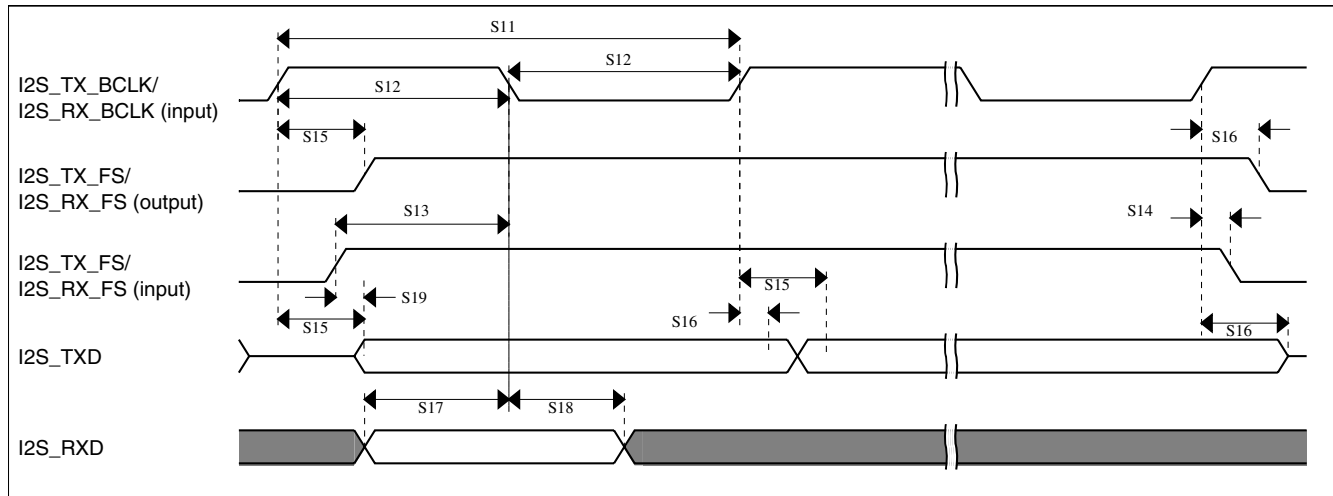 S11
I2S_TX_BCLK/
I2S_RX_BCLK (input)
S12
S12
S15
S16
I2S_TX_FS/
I2S_RX_FS (output)
S13
S14
I2S_TX_FS/
I2S_RX_FS (input)
S15
S19
S15
S16
S16
I2S_TXD
S17
S18
I2S_RXD